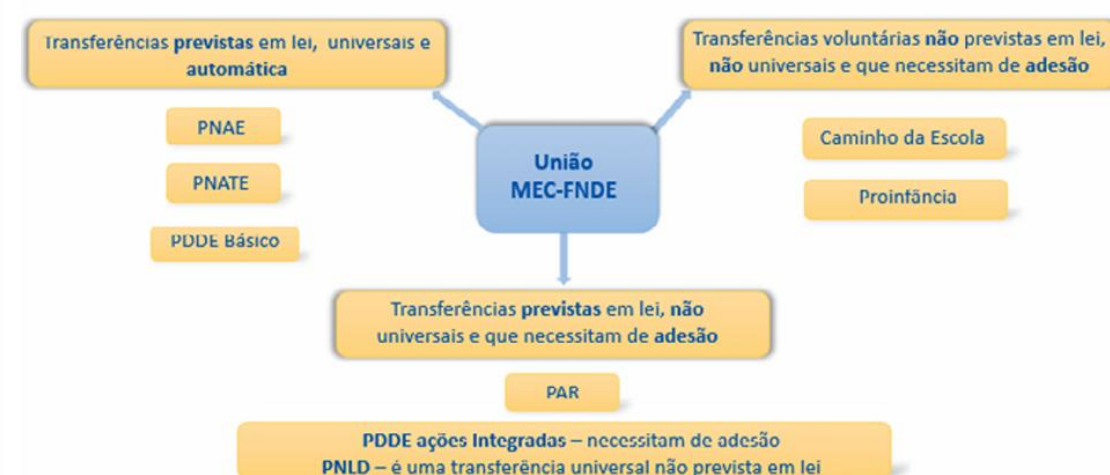 Transferências previstas em lei, universais e
automática
PNAE
PNATE
PDDE Básico
União
MEC-FNDE
Transferências voluntárias não previstas em lei,
não universais e que necessitam de adesão
Caminho da Escola
Proinfância
Transferências previstas em lei, não
universais e que necessitam de adesão
PAR
PDDE ações Integradas – necessitam de adesão
PNLD – é uma transferência universal não prevista em lei